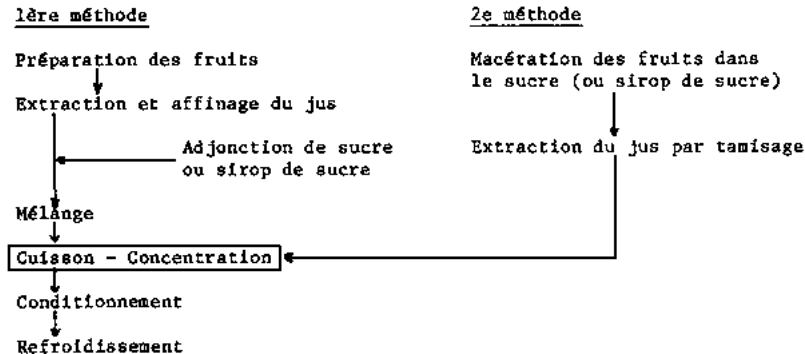 1ère méthode
Préparation des fruits
Extraction et affinage du jus
Adjonction de sucre
ou sirop de sucre
Mélange
Cuisson - Concentration
Conditionnement
Refroidissement
2e méthode
Macération des fruits dans
le sucre (ou sirop de sucre)
Extraction du jus par tamisage